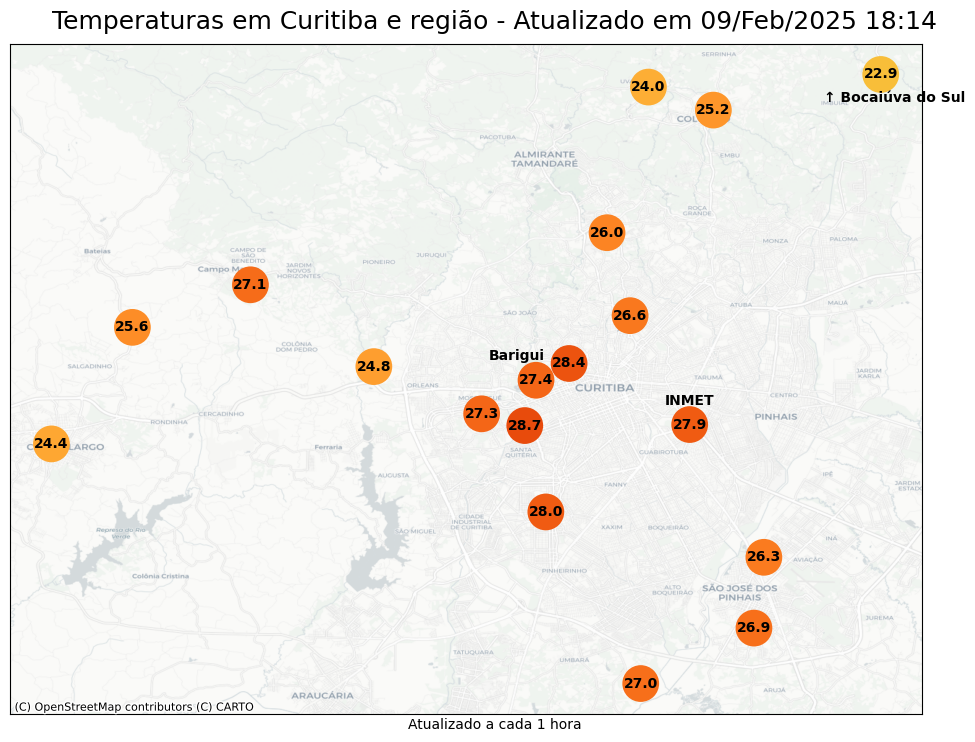 Temperaturas em Curitiba e região - Atualizado em 09/Feb/2025 18:14
SERRINHA
22.9
24.0
↑ Bocaiúva do Sul
25.2
PACOTUBA
ALMIRANTE
TAMANDARÉ
EMBU
ROÇA
GRANDE
26.0
MONZA
PALOMA
Bateias
CAMPO DE
SÃO
BENEDITO
JURUQUI
PIONEIRO
JARDIM
NOVOS
HORIZONTES
27.1
MAUÁ
ATUBA
SÃO JOÃO
26.6
25.6
COLÔNIA
DOM PEDRO
Barigui
28.4
SALGADINHO
24.8
27.4
JARDIM
KARLA
TARUMÃ
ORLEANS
CURITIBA
CENTRO
INMET
27.3
CERCADINHO
PINHAIS
RONDINHA
28.7
27.9
24.4
Ferraria
SANTA
QUITÉRIA
CUABIROTUBA
AUGUSTA
IPÊ
FANNY
JARDIM
ESTADE
28.0
CIDADE
INDUSTRIAL
DE CURITIBA
SÃO MIGUEL
XAXIM
BOQUEIRÃO
Represa do Rio
Verde
INÁ
26.3
AVIAÇÃO
PINHEIRINHO
Colônia Cristina
ALTO
BOQUEIRÃO
SÃO JOSÉ DOS
PINHAIS
JUREMA
26.9
TATUQUARA
UMBARÁ
27.0
ARUJÁ
ARAUCÁRIA
(C) OpenStreetMap contributors (C) CARTO
Atualizado a cada 1 hora